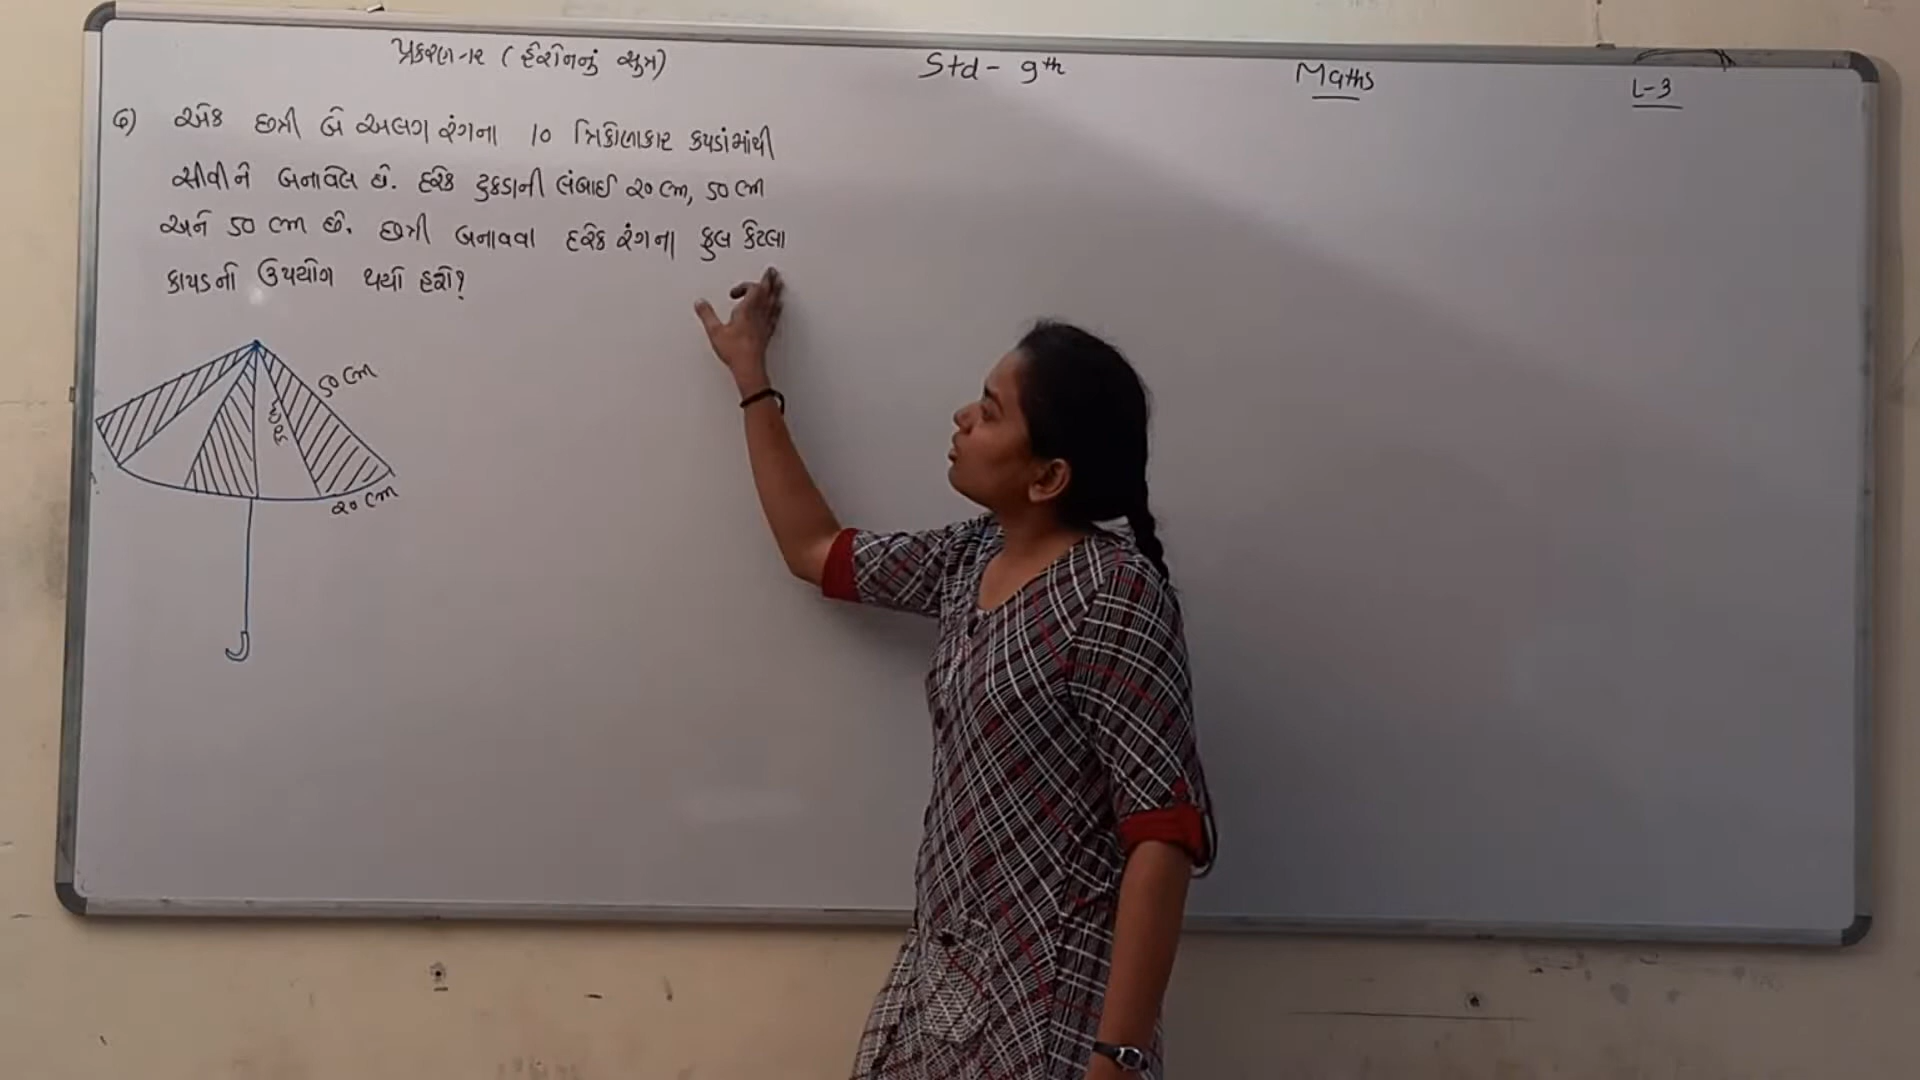 પ્રકરણ-૧૨ (હેરોનનું સુત્ર)
Std - 9th
Maths
L-3
૬) એક છત્રી બે અલગ રંગના 10 ત્રિકોણાકાર કપડાંમાંથી
સીવીને બનાવેલ છે. દરેક ટુકડાની લંબાઈ ૨૦ cm, ૫૦ cm
અને ૫૦ cm છે. છત્રી બનાવવા દરેક રંગના કુલ કેટલા
કાપડનો ઉપયોગ થયો હશે?
૫૦ cm
૫૦ cm
૨૦ cm